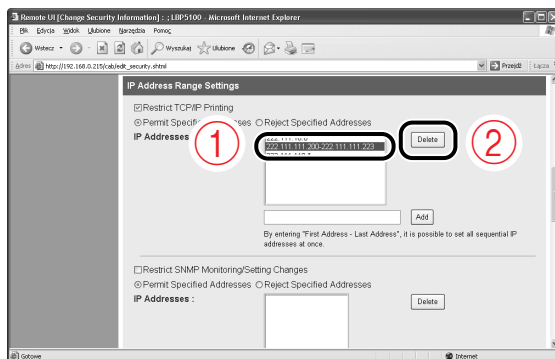 Remote UI [Change Security Information] : ; LBP5100 - Microsoft Internet Explorer
Plik Edycja Widok Ulubione Narzędzia Pomoc
Wstecz Wyszukaj Ulubione
Adres http://192.168.0.215/cab/edit_security.shtml Przejdź Łącza
IP Address Range Settings
Restrict TCP/IP Printing
Permit Specified Addresses Reject Specified Addresses
IP Addresses
222.111.111.200-222.111.111.223
Delete
1 2
Add
By entering "First Address - Last Address", it is possible to set all sequential IP
addresses at once.
Restrict SNMP Monitoring/Setting Changes
Permit Specified Addresses Reject Specified Addresses
IP Addresses :
Delete
Gotowe Internet